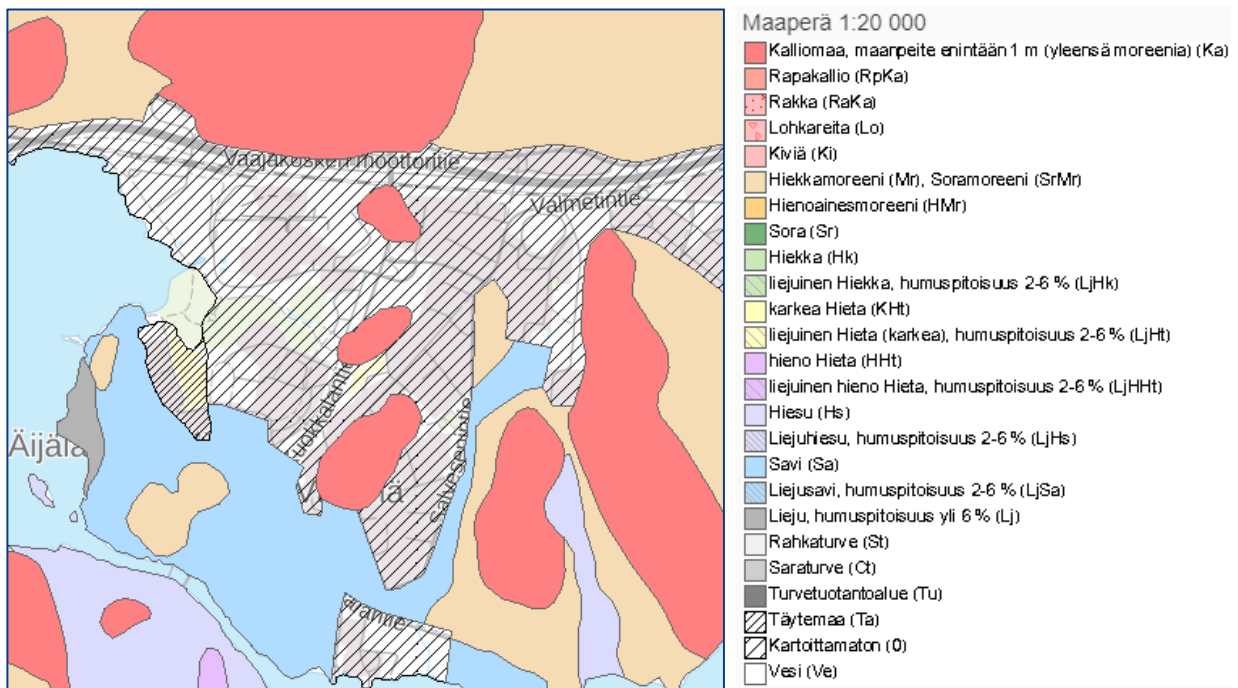 Vaajakosken moottoritie
Valmetintie
Äijälä
Salvesenintie
Maaperä 1:20 000
Kalliomaa, maanpeite enintään 1 m (yleensä moreenia) (Ka)
Rapakallio (RpKa)
Rakka (RaKa)
Lohkareita (Lo)
Kiviä (Ki)
Hiekkamoreeni (Mr), Soramoreeni (SrMr)
Hienoainesmoreeni (HMr)
Sora (Sr)
Hiekka (Hk)
liejuinen Hiekka, humuspitoisuus 2-6 % (LjHk)
karkea Hieta (KHt)
liejuinen Hieta (karkea), humuspitoisuus 2-6 % (LjHt)
hieno Hieta (HHt)
liejuinen hieno Hieta, humuspitoisuus 2-6 % (LjHHt)
Hiesu (Hs)
Liejuhiesu, humuspitoisuus 2-6 % (LjHs)
Savi (Sa)
Liejusavi, humuspitoisuus 2-6 % (LjSa)
Lieju, humuspitoisuus yli 6 % (Lj)
Rahkaturve (St)
Saraturve (Ct)
Turvetuotantoalue (Tu)
Täytemaa (Ta)
Kartoittamaton (0)
Vesi (Ve)